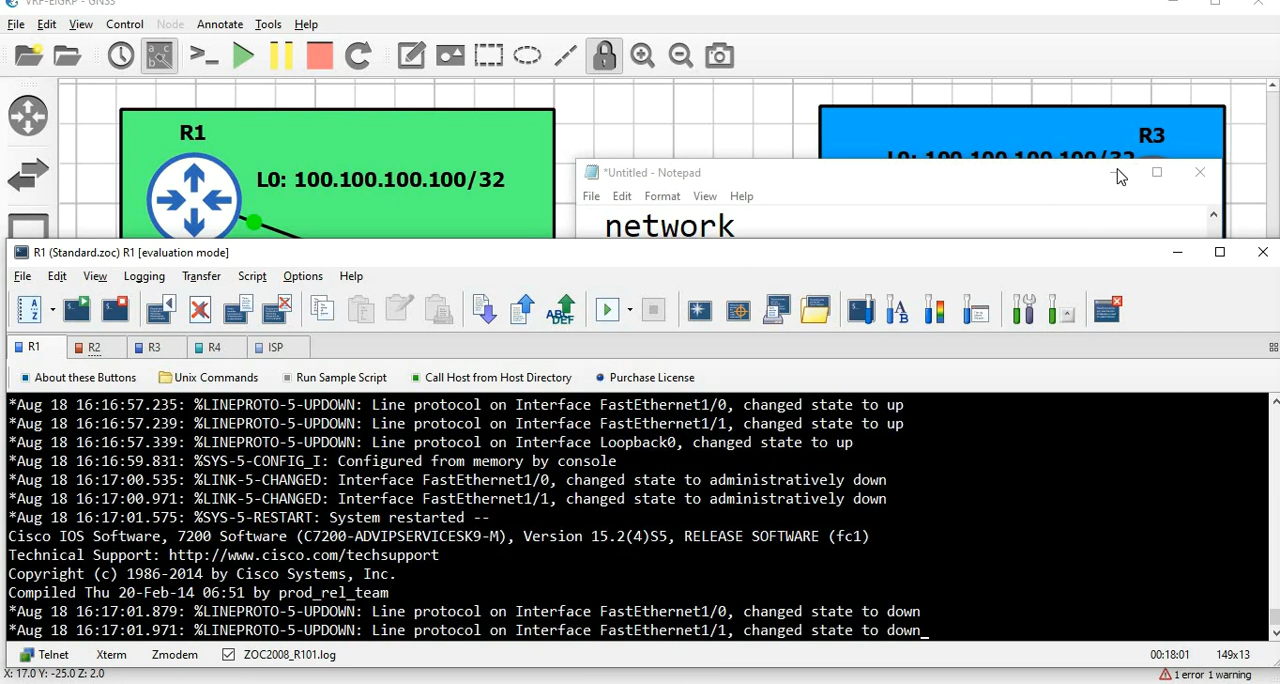 VRF-EIGRP - GNS3
File Edit View Control Node Annotate Tools Help
R1
L0: 100.100.100.100/32
R3
L0: 100.100.100.100/32
*Untitled - Notepad
File Edit Format View Help
network
R1 (Standard.zoc) R1 [evaluation mode]
File Edit View Logging Transfer Script Options Help
R1 R2 R3 R4 ISP
About these Buttons Unix Commands Run Sample Script Call Host from Host Directory Purchase License
*Aug 18 16:16:57.235: %LINEPROTO-5-UPDOWN: Line protocol on Interface FastEthernet1/0, changed state to up
*Aug 18 16:16:57.239: %LINEPROTO-5-UPDOWN: Line protocol on Interface FastEthernet1/1, changed state to up
*Aug 18 16:16:57.339: %LINEPROTO-5-UPDOWN: Line protocol on Interface Loopback0, changed state to up
*Aug 18 16:16:59.831: %SYS-5-CONFIG_I: Configured from memory by console
*Aug 18 16:17:00.535: %LINK-5-CHANGED: Interface FastEthernet1/0, changed state to administratively down
*Aug 18 16:17:00.971: %LINK-5-CHANGED: Interface FastEthernet1/1, changed state to administratively down
*Aug 18 16:17:01.575: %SYS-5-RESTART: System restarted --
Cisco IOS Software, 7200 Software (C7200-ADVIPSERVICESK9-M), Version 15.2(4)S5, RELEASE SOFTWARE (fc1)
Technical Support: http://www.cisco.com/techsupport
Copyright (c) 1986-2014 by Cisco Systems, Inc.
Compiled Thu 20-Feb-14 06:51 by prod_rel_team
*Aug 18 16:17:01.879: %LINEPROTO-5-UPDOWN: Line protocol on Interface FastEthernet1/0, changed state to down
*Aug 18 16:17:01.971: %LINEPROTO-5-UPDOWN: Line protocol on Interface FastEthernet1/1, changed state to down_
Telnet Xterm Zmodem ZOC2008_R101.log 00:18:01 149x13
X: 17.0 Y: -25.0 Z: 2.0 1 error 1 warning